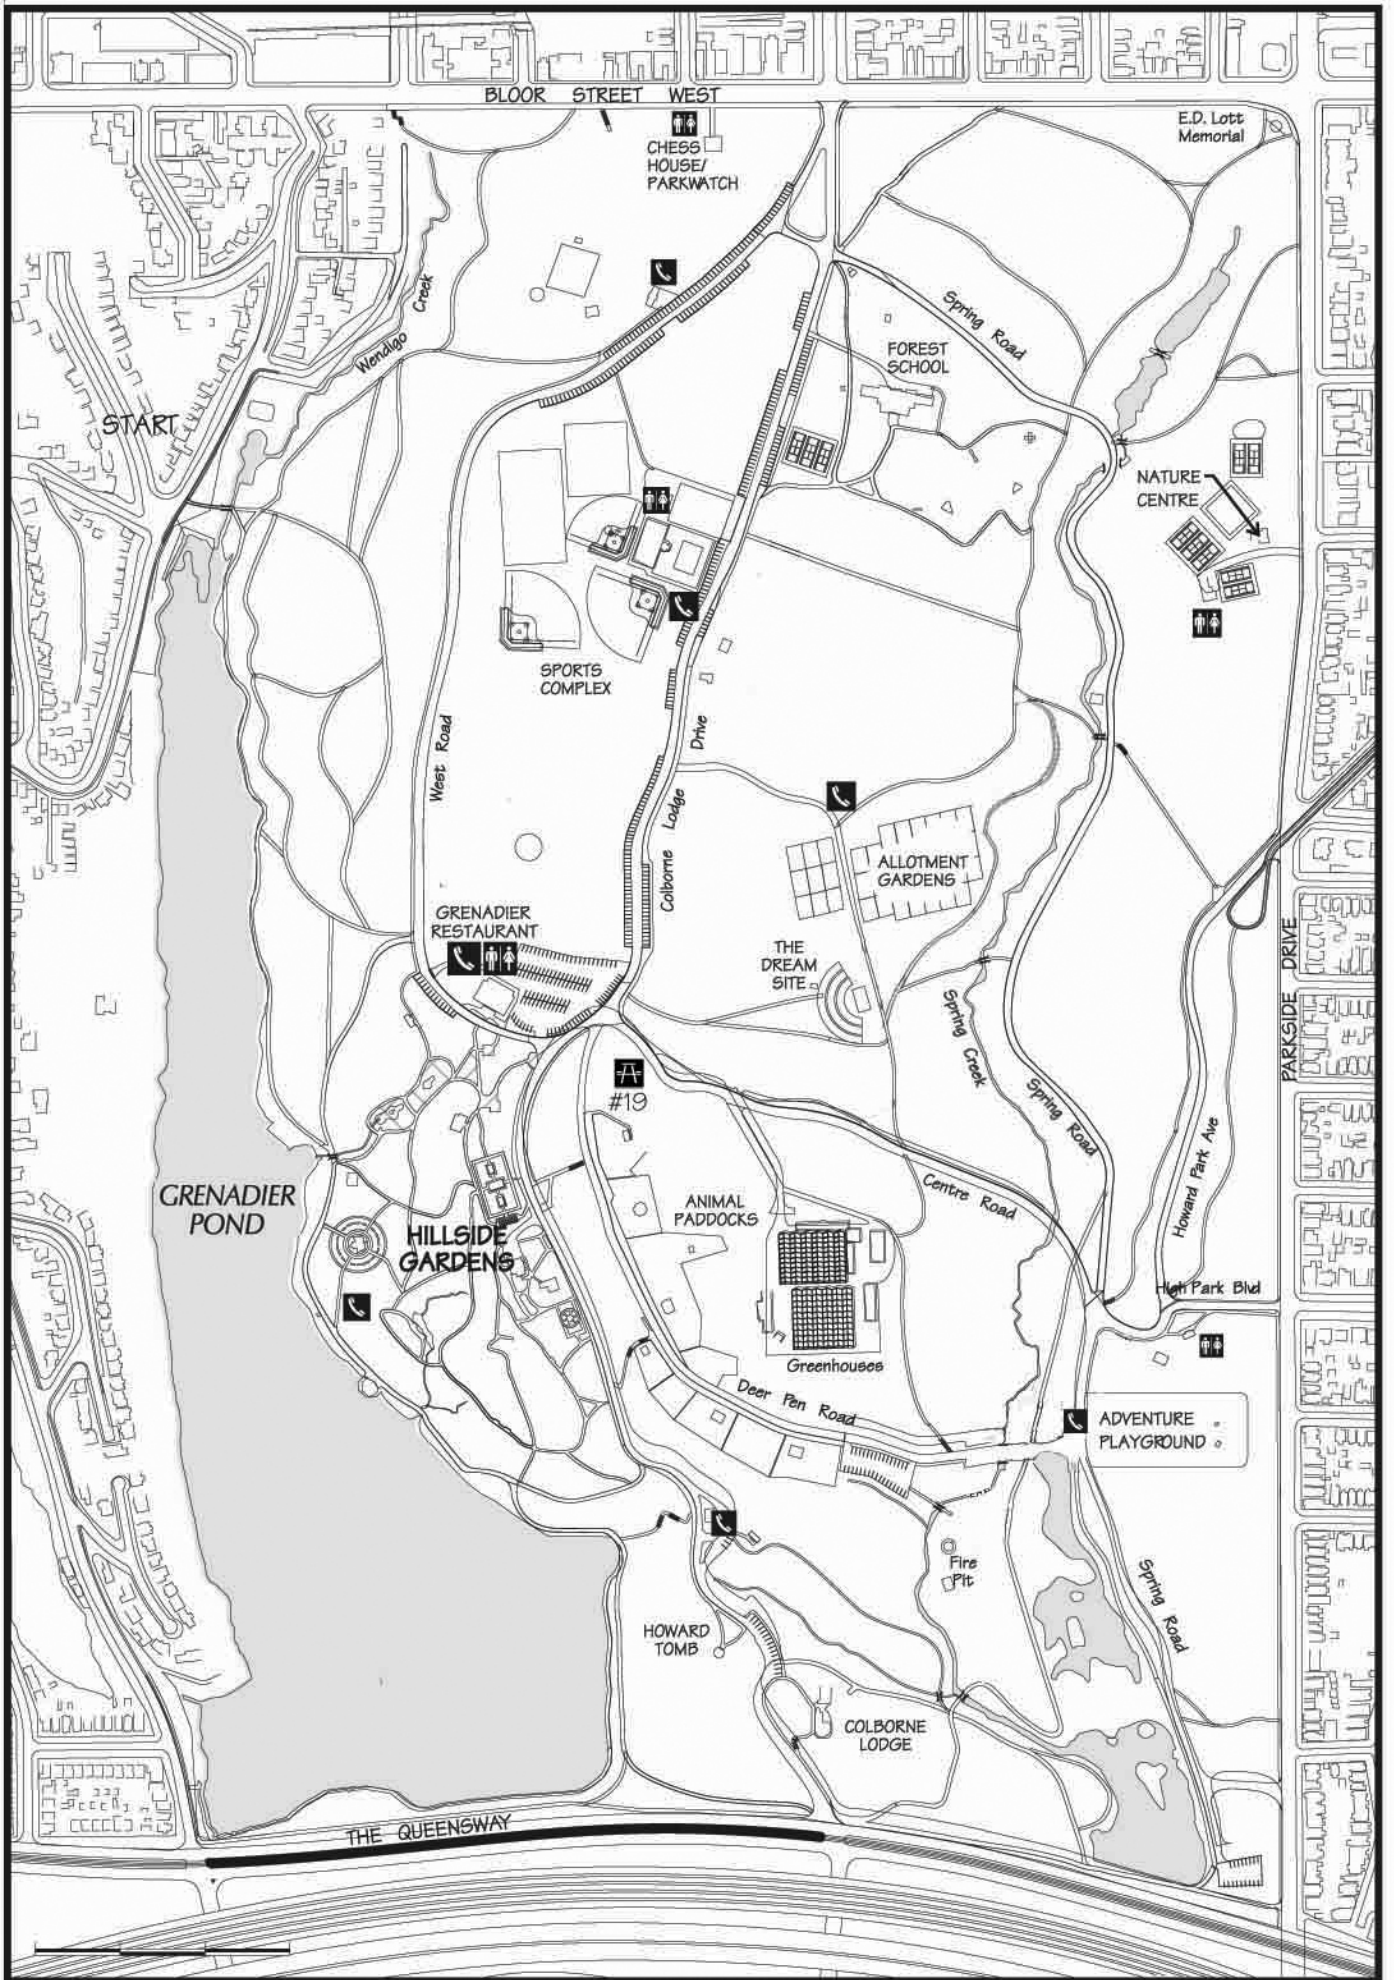 BLOOR STREET WEST
E.D. Lott
Memorial
CHESS
HOUSE/
PARKWATCH
Wendigo Creek
Spring Road
FOREST
SCHOOL
START
NATURE
CENTRE
SPORTS
COMPLEX
West Road
Colborne Lodge Drive
ALLOTMENT
GARDENS
GRENADIER
RESTAURANT
THE
DREAM
SITE
PARKSIDE DRIVE
Spring Creek
Spring Road
#19
Howard Park Ave
GRENADIER
POND
ANIMAL
PADDOCKS
Centre Road
HILLSIDE
GARDENS
High Park Blvd
Greenhouses
Deer Pen Road
ADVENTURE
PLAYGROUND
Fire
Pit
Spring Road
HOWARD
TOMB
COLBORNE
LODGE
THE QUEENSWAY